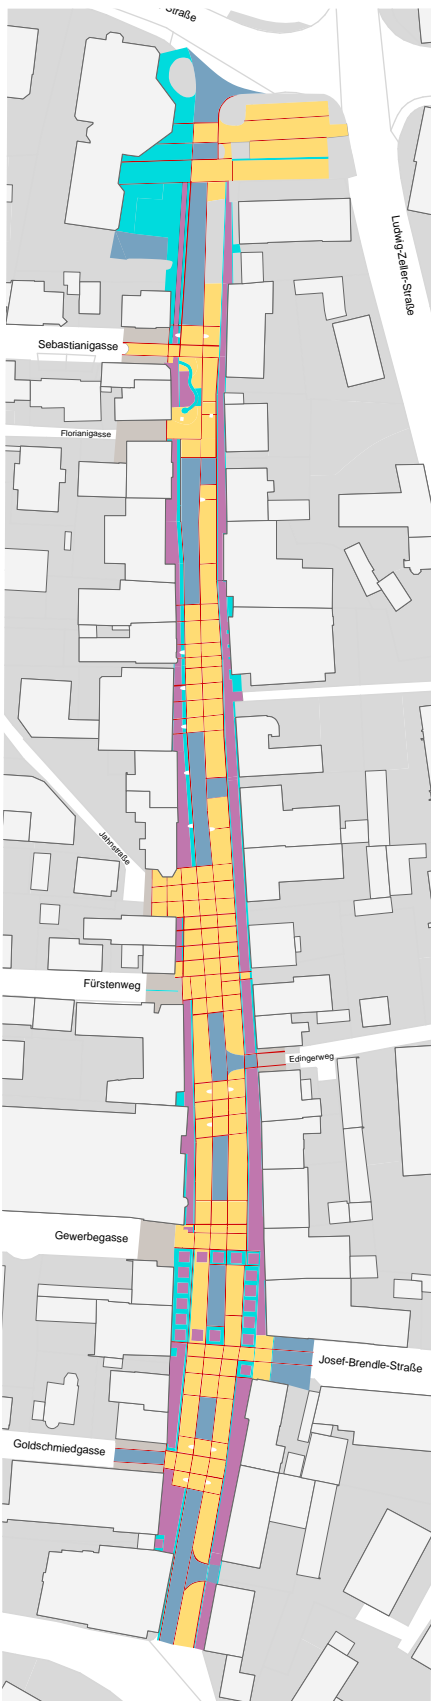 Straße
Ludwig-Zeller-Straße
Sebastianigasse
Florianigasse
Jahnstraße
Fürstenweg
Edingerweg
Gewerbegasse
Josef-Brendle-Straße
Goldschmiedgasse